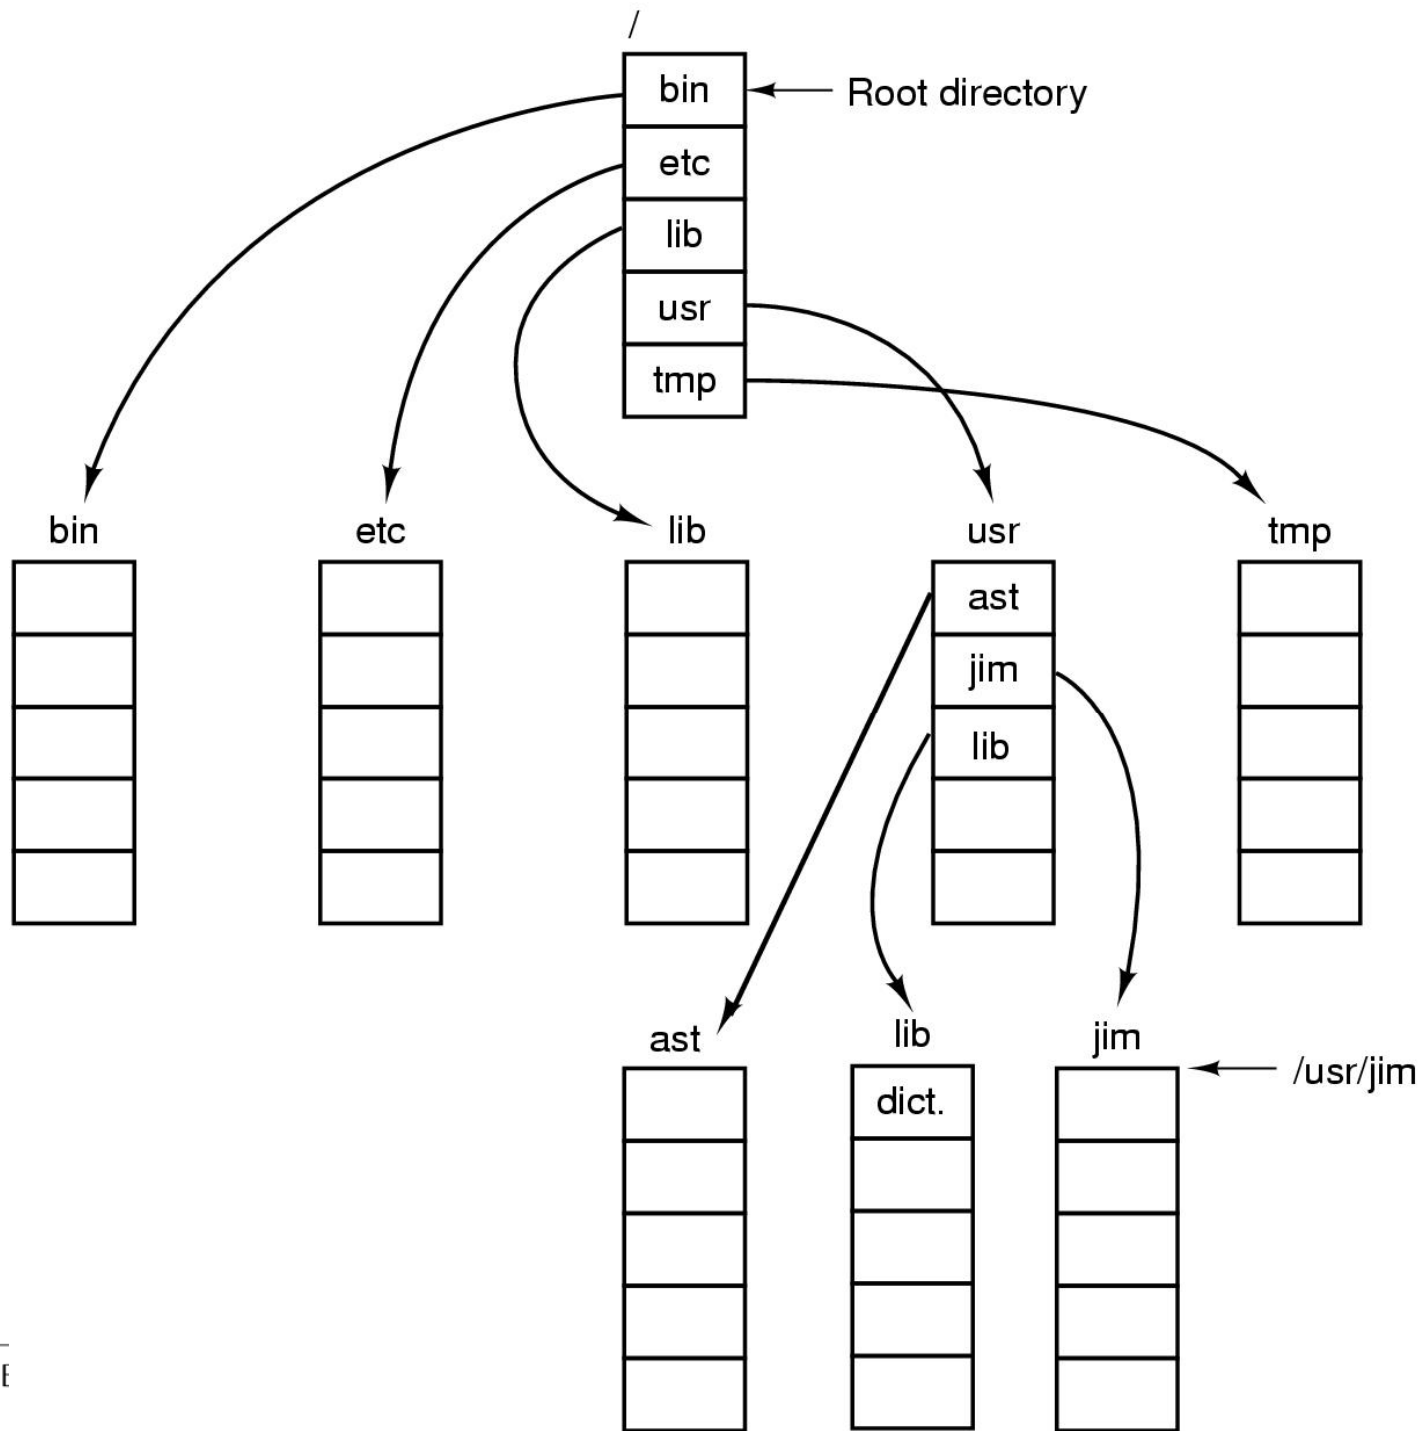 /
bin
Root directory
etc
lib
usr
tmp
bin
etc
lib
usr
tmp
ast
jim
lib
ast
lib
jim
/usr/jim
dict.